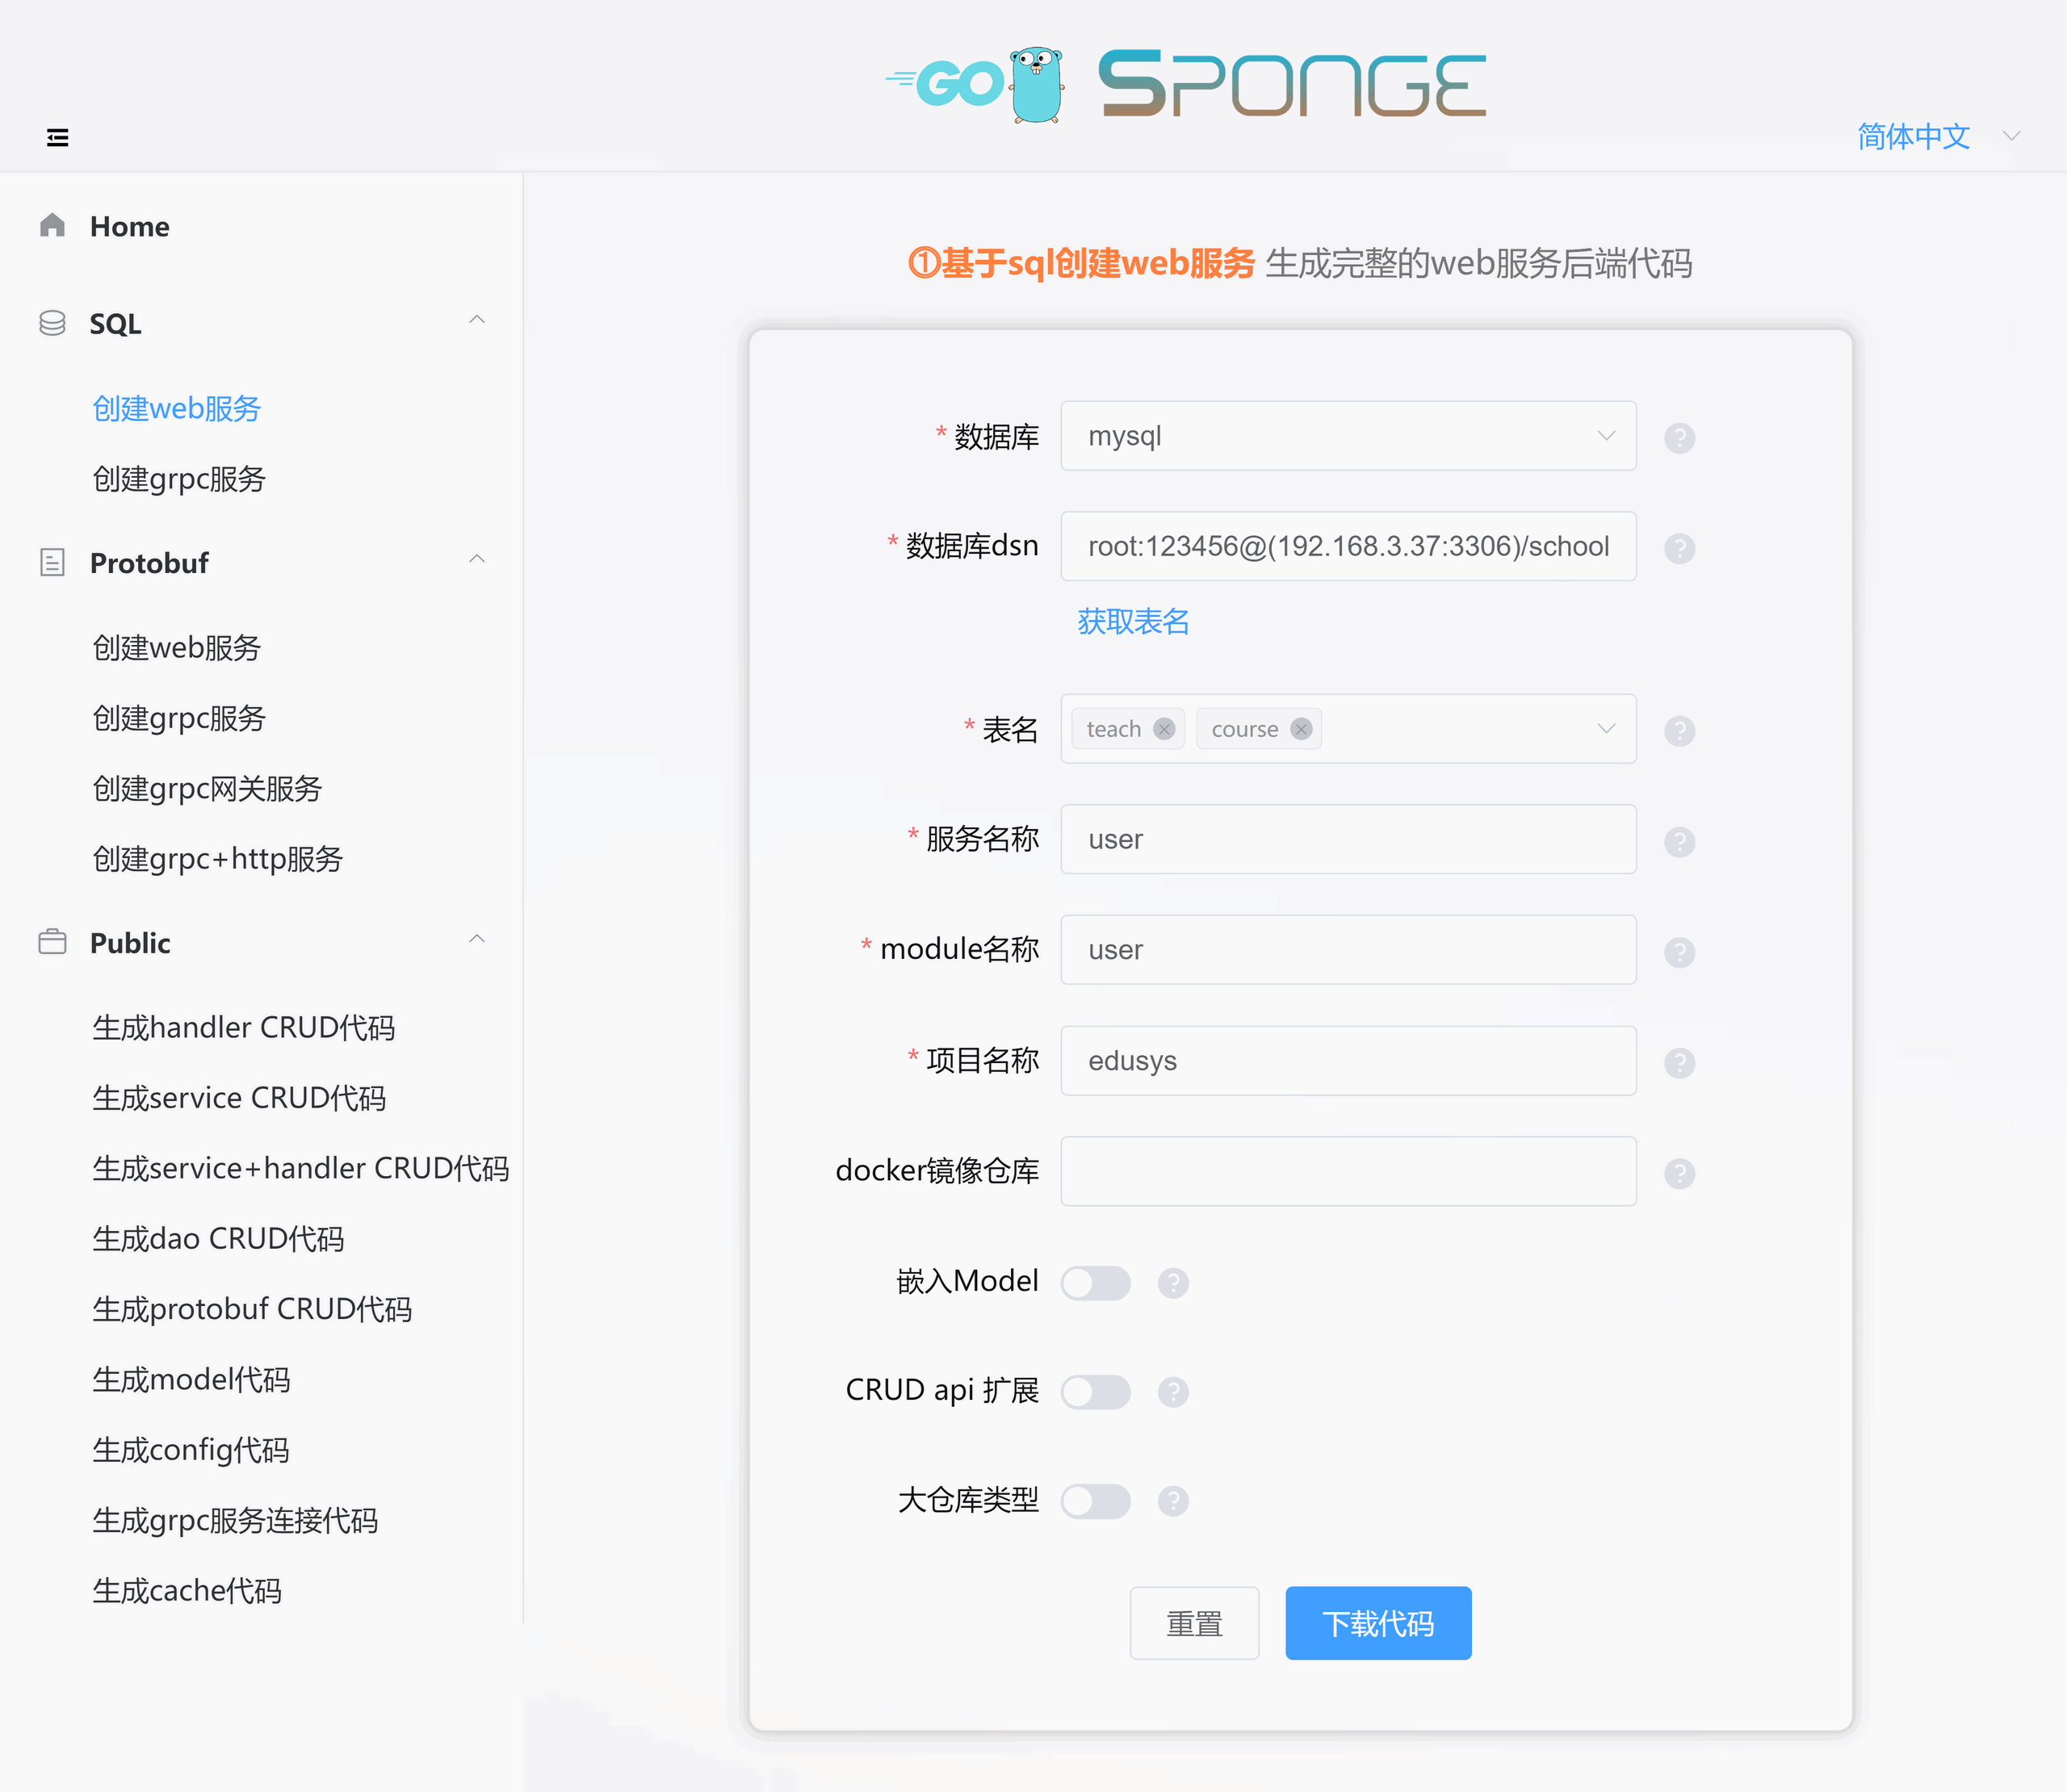 GO SPONGE
简体中文
Home
SQL
创建web服务
创建grpc服务
Protobuf
创建web服务
创建grpc服务
创建grpc网关服务
创建grpc+http服务
Public
生成handler CRUD代码
生成service CRUD代码
生成service+handler CRUD代码
生成dao CRUD代码
生成protobuf CRUD代码
生成model代码
生成config代码
生成grpc服务连接代码
生成cache代码
①基于sql创建web服务 生成完整的web服务后端代码
* 数据库 mysql ?
* 数据库dsn root:123456@(192.168.3.37:3306)/school ?
获取表名
* 表名 teach course ?
* 服务名称 user ?
* module名称 user ?
* 项目名称 edusys ?
docker镜像仓库 ?
嵌入Model ?
CRUD api 扩展 ?
大仓库类型 ?
重置 下载代码